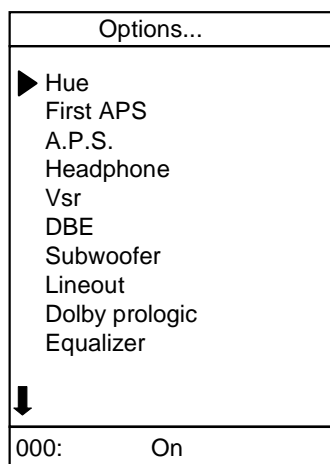 Options...
Hue
First APS
A.P.S.
Headphone
Vsr
DBE
Subwoofer
Lineout
Dolby prologic
Equalizer
000: On